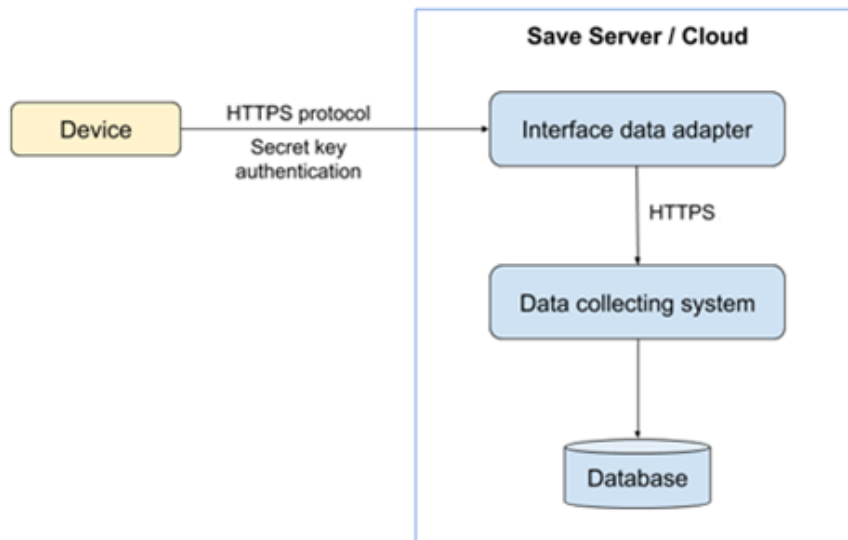 Save Server / Cloud
Device
HTTPS protocol
Secret key
authentication
Interface data adapter
HTTPS
Data collecting system
Database